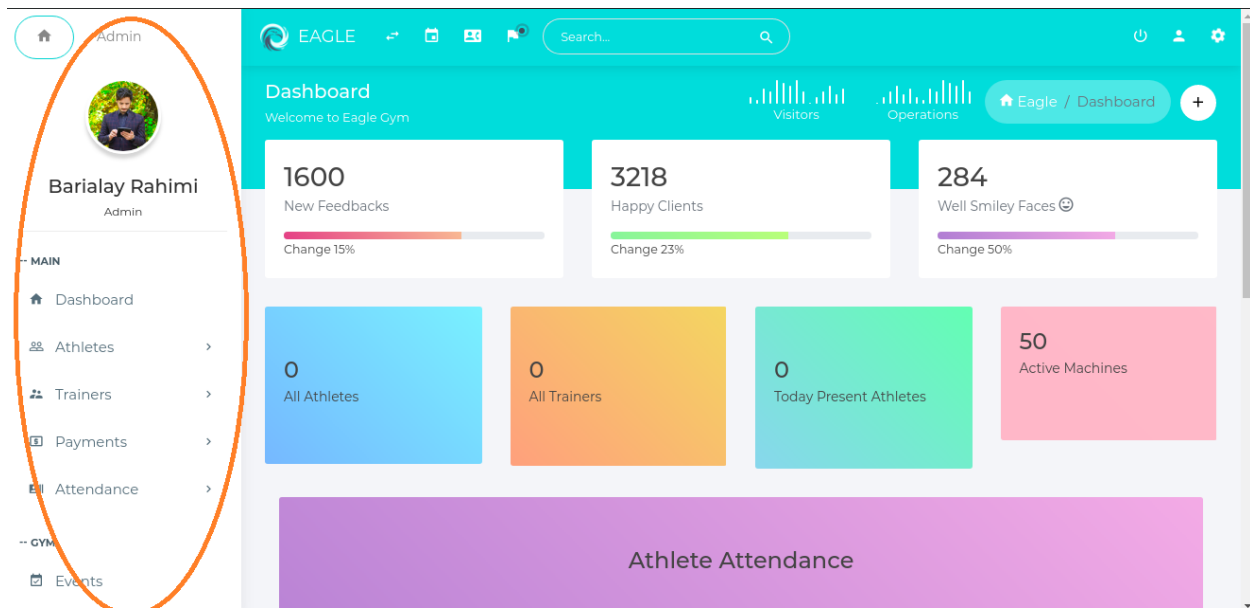 Admin
EAGLE
Search...
Barialay Rahimi
Admin
-- MAIN
Dashboard
Athletes
Trainers
Payments
Attendance
-- GYM
Events
Dashboard
Welcome to Eagle Gym
Visitors
Operations
Eagle / Dashboard
+
1600
New Feedbacks
Change 15%
3218
Happy Clients
Change 23%
284
Well Smiley Faces
Change 50%
0
All Athletes
0
All Trainers
0
Today Present Athletes
50
Active Machines
Athlete Attendance